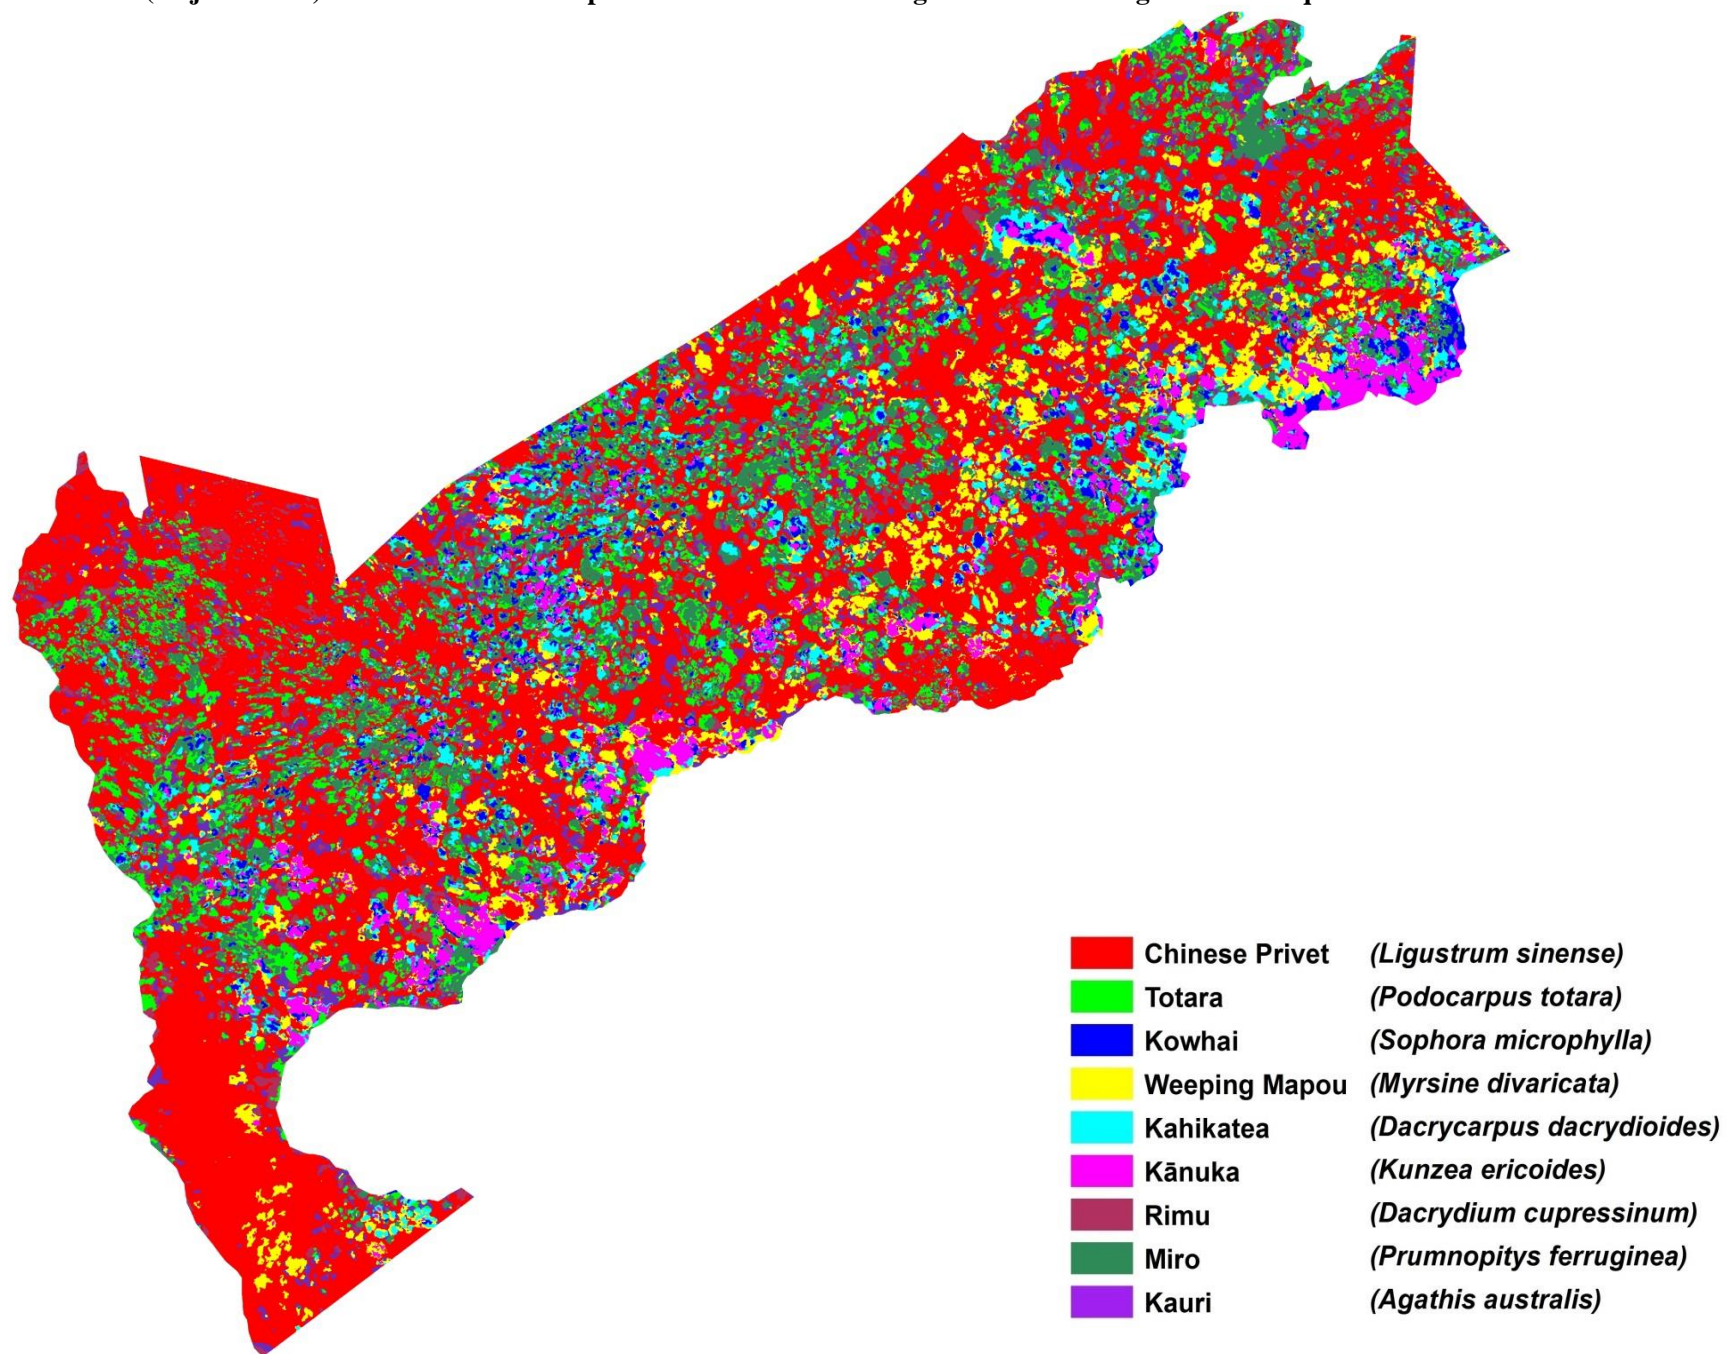 Chinese Privet (Ligustrum sinense)
Totara (Podocarpus totara)
Kowhai (Sophora microphylla)
Weeping Mapou (Myrsine divaricata)
Kahikatea (Dacrycarpus dacrydioides)
Kānuka (Kunzea ericoides)
Rimu (Dacrydium cupressinum)
Miro (Prumnopitys ferruginea)
Kauri (Agathis australis)